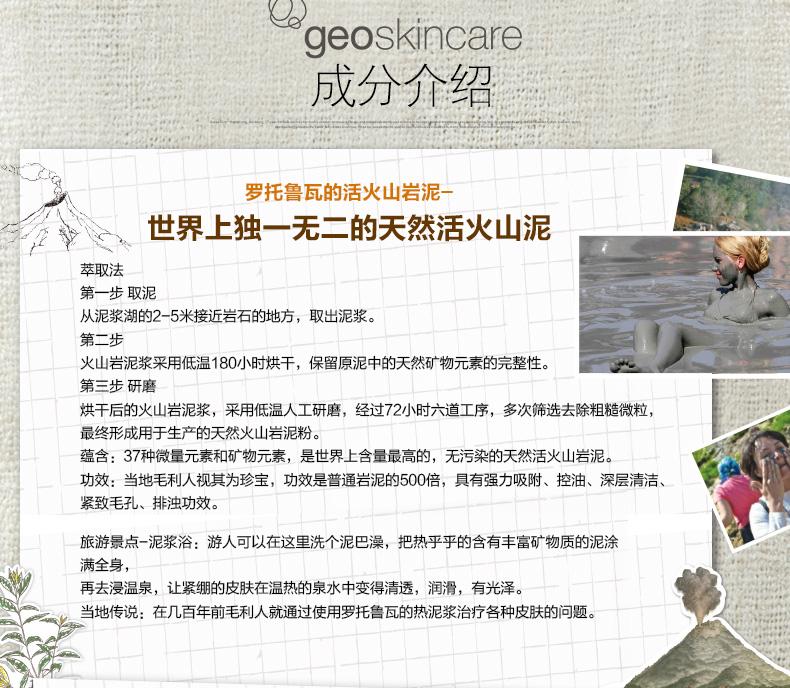 geoskincare
成分介绍
罗托鲁瓦的活火山岩泥-
世界上独一无二的天然活火山泥
萃取法
第一步 取泥
从泥浆湖的2-5米接近岩石的地方，取出泥浆。
第二步
火山岩泥浆采用低温180小时烘干，保留原泥中的天然矿物元素的完整性。
第三步 研磨
烘干后的火山岩泥浆，采用低温人工研磨，经过72小时六道工序，多次筛选去除粗糙微粒，
最终形成用于生产的天然火山岩泥粉。
蕴含：37种微量元素和矿物元素，是世界上含量最高的，无污染的天然活火山岩泥。
功效：当地毛利人视其为珍宝，功效是普通岩泥的500倍，具有强力吸附、控油、深层清洁、
紧致毛孔、排浊功效。
旅游景点-泥浆浴：游人可以在这里洗个泥巴澡，把热乎乎的含有丰富矿物质的泥涂
满全身，
再去浸温泉，让紧绷的皮肤在温热的泉水中变得清透，润滑，有光泽。
当地传说：在几百年前毛利人就通过使用罗托鲁瓦的热泥浆治疗各种皮肤的问题。